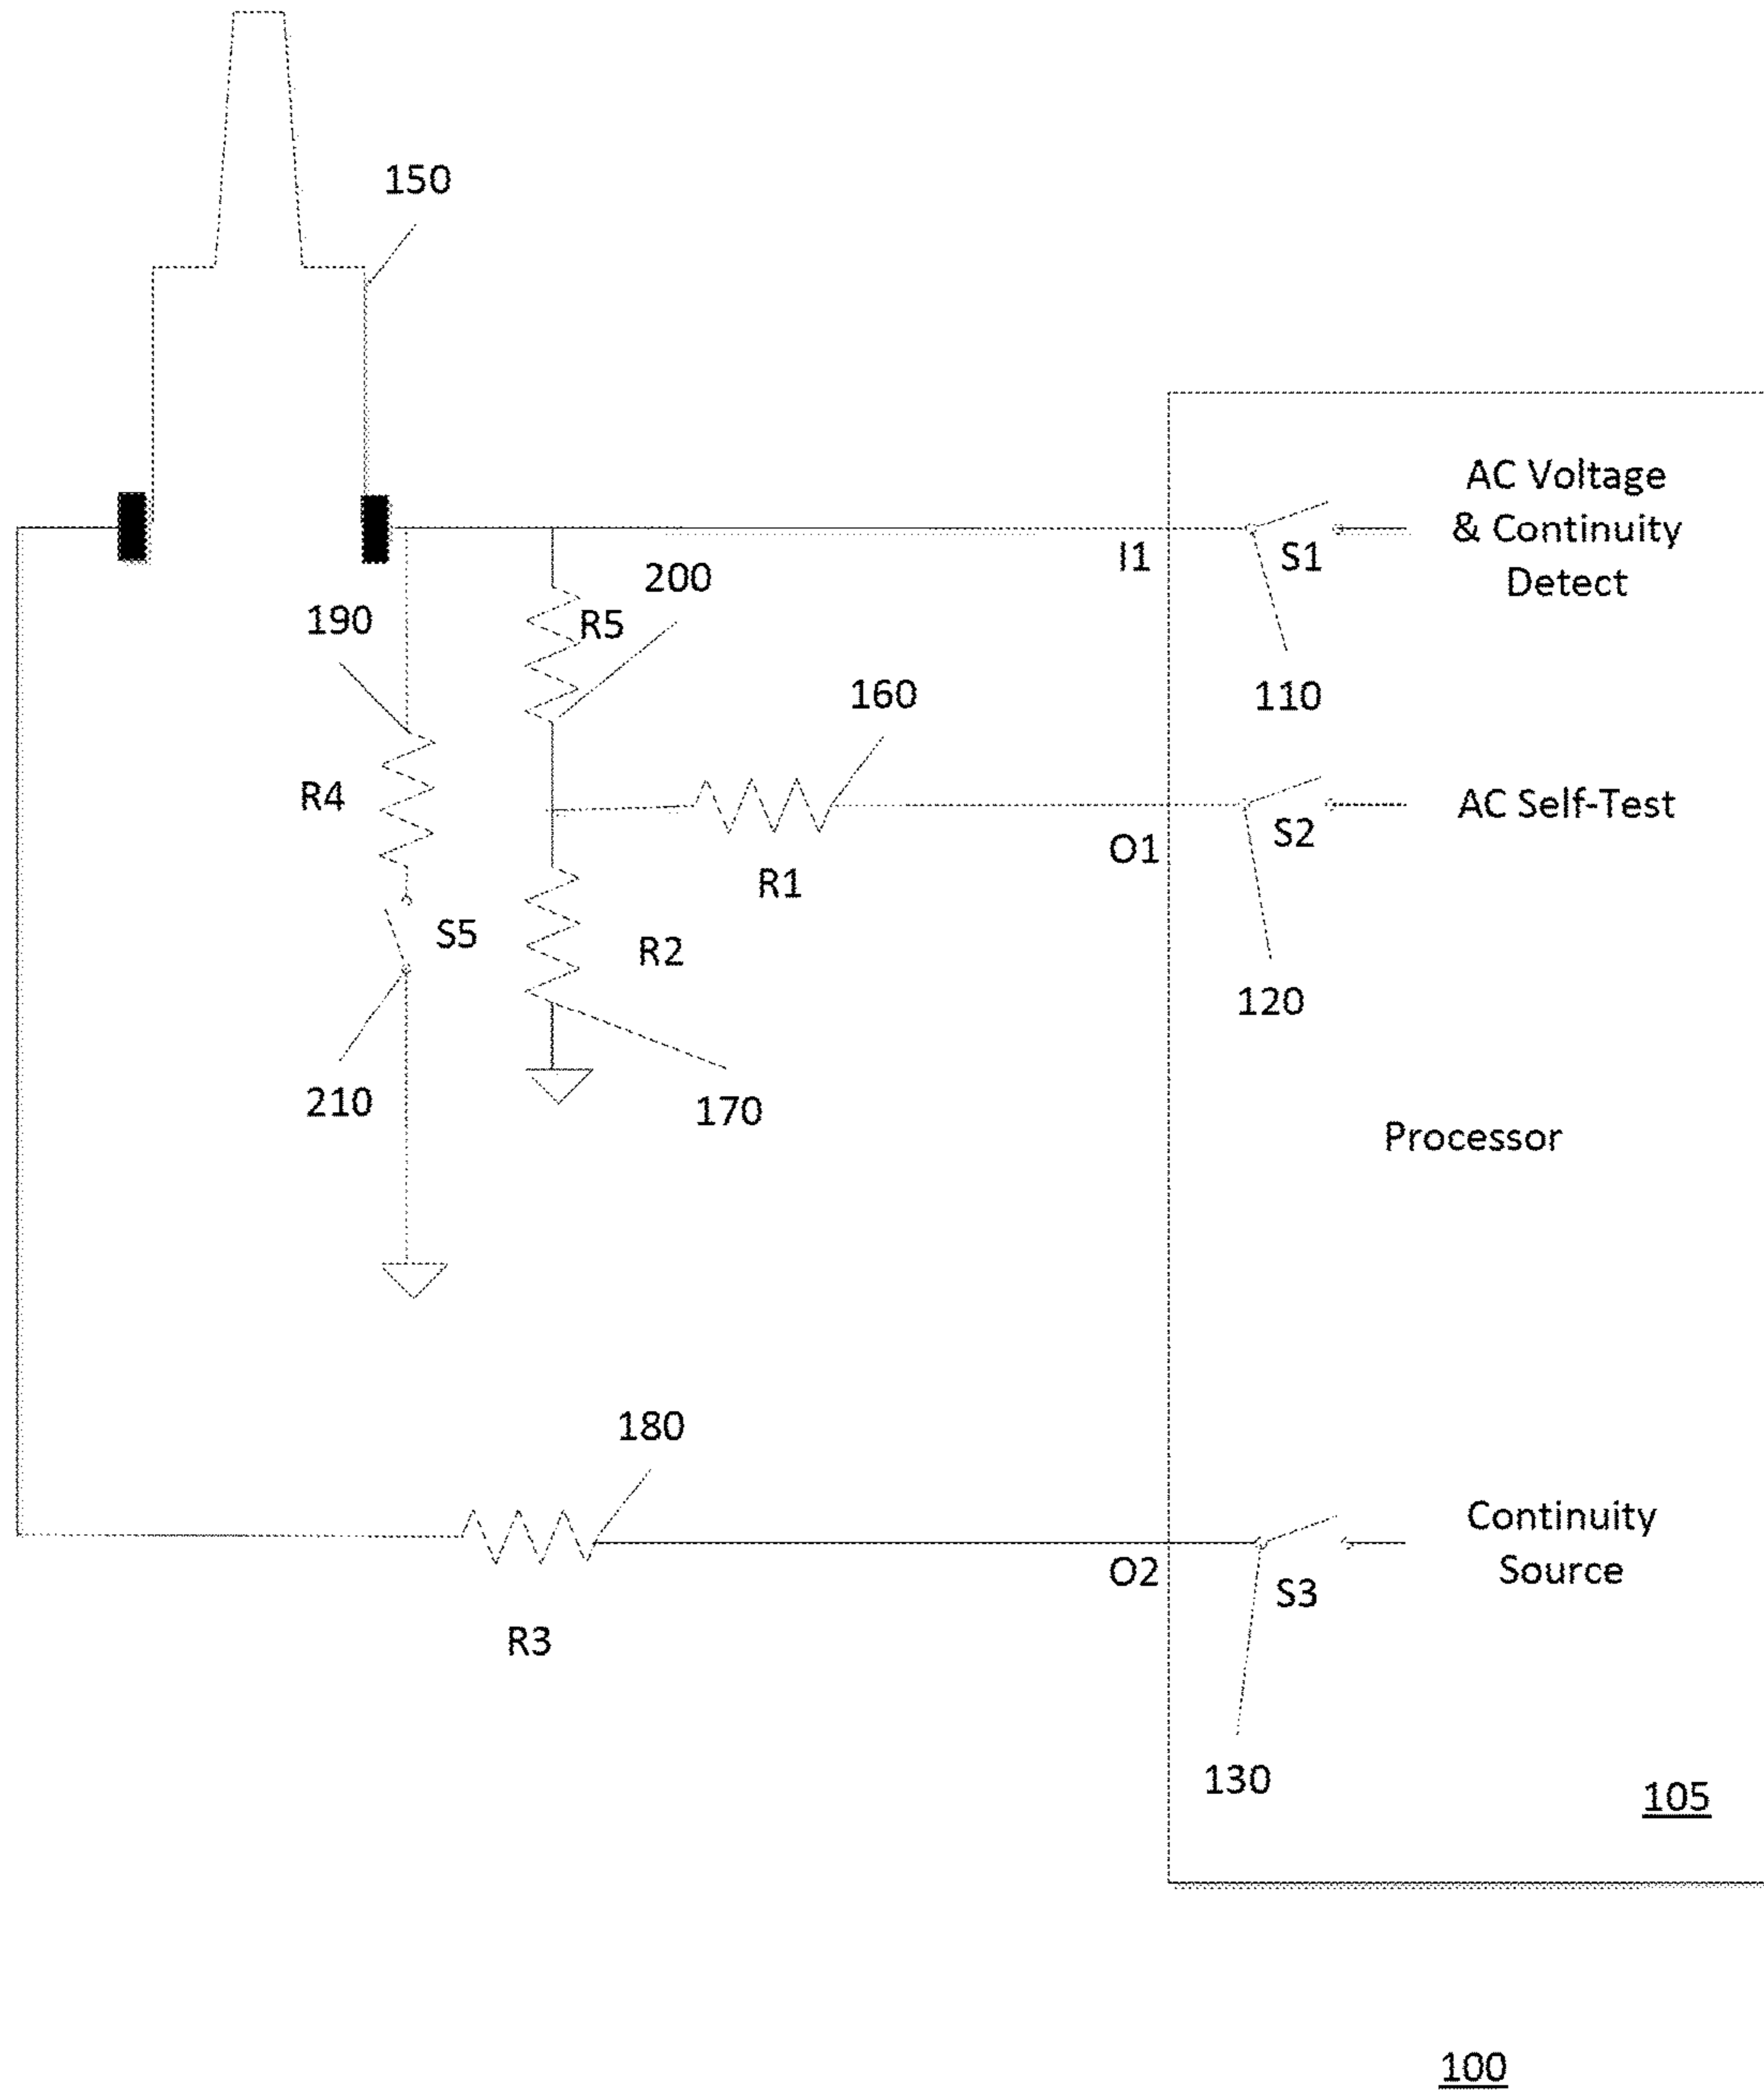 150
AC Voltage
& Continuity
Detect
I1
S1
200
190
R5
110
160
R4
AC Self-Test
O1
S2
R1
S5
R2
120
210
170
Processor
180
Continuity
Source
O2
S3
R3
130
105
100